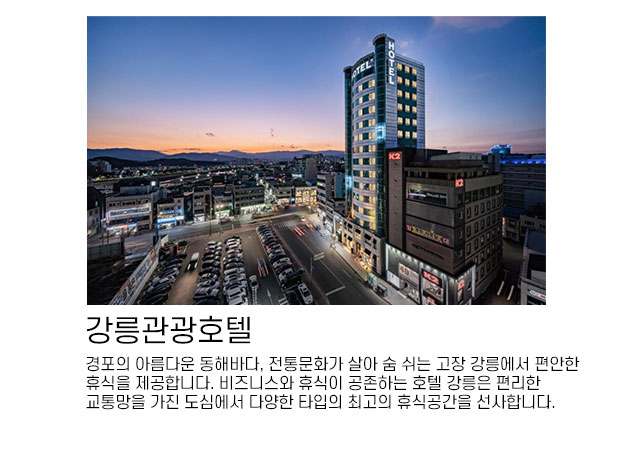 HOTEL
HOTEL
K2
K2
K2
강릉관광호텔
경포의 아름다운 동해바다, 전통문화가 살아 숨 쉬는 고장 강릉에서 편안한
휴식을 제공합니다. 비즈니스와 휴식이 공존하는 호텔 강릉은 편리한
교통망을 가진 도심에서 다양한 타입의 최고의 휴식공간을 선사합니다.